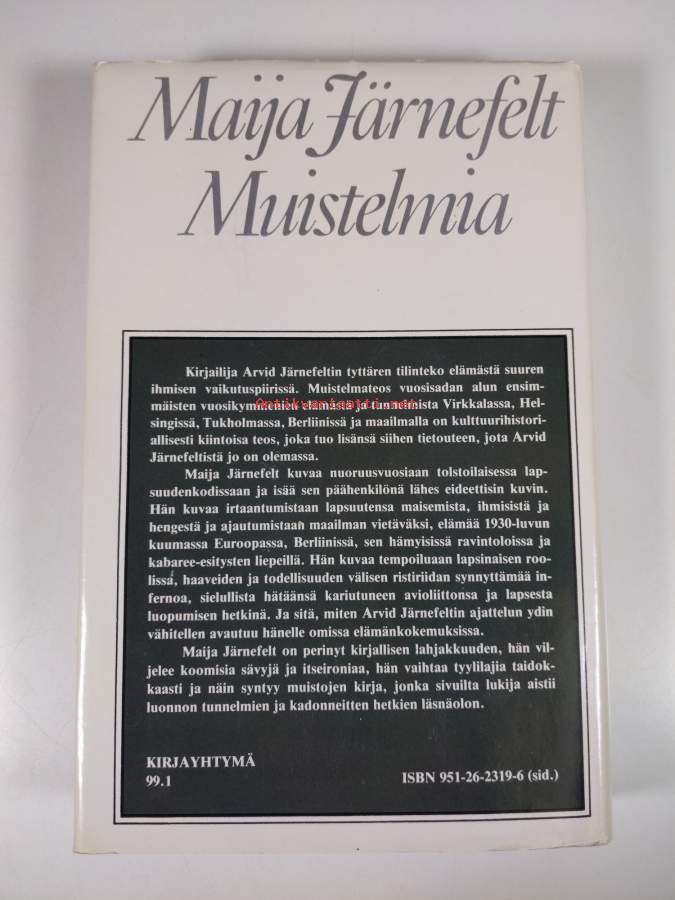 Maija Järnefelt
Muistelmia
Kirjailija Arvid Järnefeltin tyttären tilinteko elämästä suuren
ihmisen vaikutuspiirissä. Muistelmateos vuosisadan alun ensim-
mäisten vuosikymmenien elämästä ja tunnelmista Virkkalassa, Hel-
Antikvariaatti.net
singissä, Tukholmassa, Berliinissä ja maailmalla on kulttuurihistori-
allisesti kiintoisa teos, joka tuo lisänsä siihen tietouteen, jota Arvid
Järnefeltistä jo on olemassa.
Maija Järnefelt kuvaa nuoruusvuosiaan tolstoilaisessa lap-
suudenkodissaan ja isää sen päähenkilönä lähes eideettisin kuvin.
Hän kuvaa irtaantumistaan lapsuutensa maisemista, ihmisistä ja
hengestä ja ajautumistaan maailman vietäväksi, elämää 1930-luvun
kuumassa Euroopassa, Berliinissä, sen hämyisissä ravintoloissa ja
kabaree-esitysten liepeillä. Hän kuvaa tempoiluaan lapsinaisen roo-
lissa, haaveiden ja todellisuuden välisen ristiriidan synnyttämää in-
fernoa, sielullista hätäänsä kariutuneen avioliittonsa ja lapsesta
luopumisen hetkinä. Ja sitä, miten Arvid Järnefeltin ajattelun ydin
vähitellen avautuu hänelle omissa elämänkokemuksissa.
Maija Järnefelt on perinyt kirjallisen lahjakkuuden, hän vil-
jelee koomisia sävyjä ja itseironiaa, hän vaihtaa tyylilajia taidok-
kaasti ja näin syntyy muistojen kirja, jonka sivuilta lukija aistii
luonnon tunnelmien ja kadonneitten hetkien läsnäolon.
KIRJAYHTYMÄ
99.1
ISBN 951-26-2319-6 (sid.)